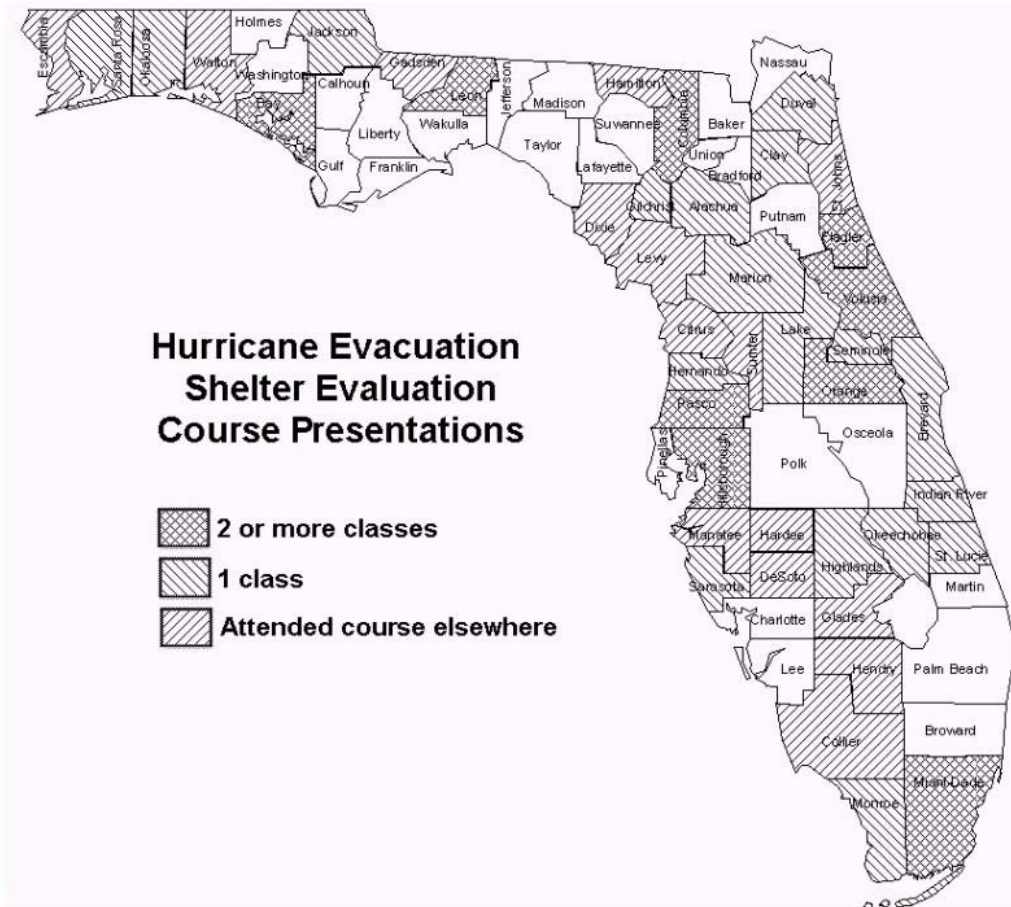 Holmes
Jackson
Escambia
Santa Rosa
Okaloosa
Walton
Washington
Gadsden
Leon
Jefferson
Hamilton
Nassau
Bay
Calhoun
Madison
Columbia
Baker
Duval
Liberty
Wakulla
Suwannee
Taylor
Lafayette
Union
Clay
Gulf
Franklin
Bradford
St. Johns
Gilchrist
Alachua
Putnam
Dixie
Flagler
Levy
Marion
Volusia
Citrus
Sumter
Lake
Seminole
Hernando
Orange
Pasco
Brevard
Osceola
Pinellas
Hillsborough
Polk
Indian River
Manatee
Hardee
Okeechobee
St. Lucie
Highlands
DeSoto
Sarasota
Martin
Charlotte
Glades
Lee
Hendry
Palm Beach
Broward
Collier
Miami-Dade
Monroe
Hurricane Evacuation
Shelter Evaluation
Course Presentations
2 or more classes
1 class
Attended course elsewhere